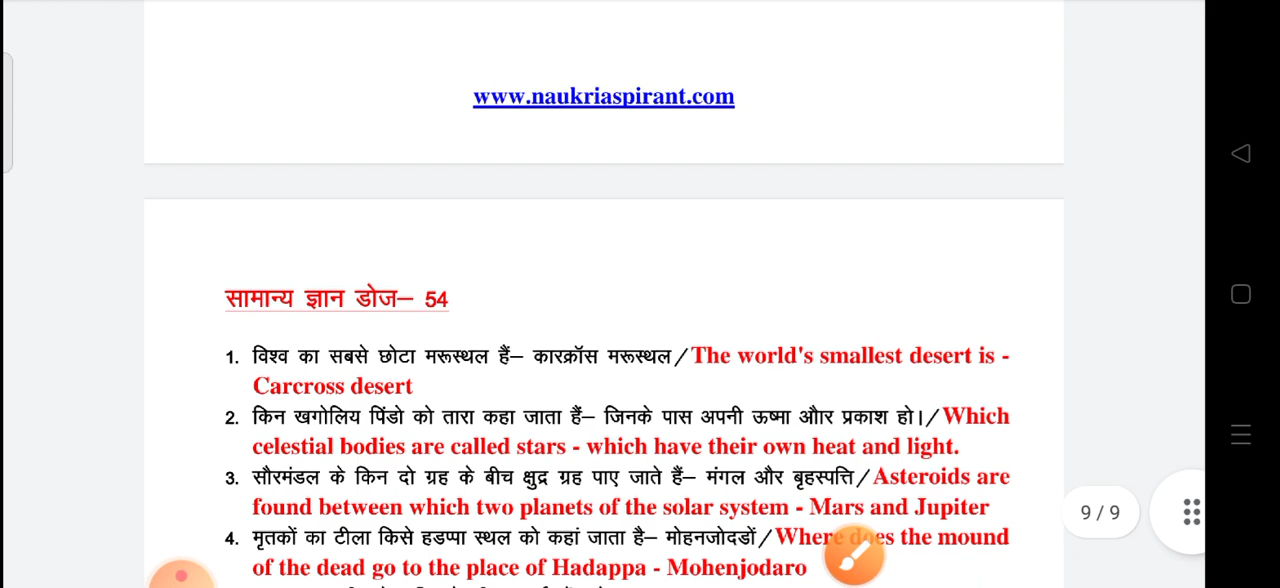 www.naukriaspirant.com
सामान्य ज्ञान डोज– 54
1. विश्व का सबसे छोटा मरूस्थल हैं– कारक्रॉस मरूस्थल/The world's smallest desert is -
Carcross desert
2. किन खगोलिय पिंडो को तारा कहा जाता हैं– जिनके पास अपनी ऊष्मा और प्रकाश हो।/Which
celestial bodies are called stars - which have their own heat and light.
3. सौरमंडल के किन दो ग्रह के बीच क्षुद्र ग्रह पाए जाते हैं– मंगल और बृहस्पत्ति/Asteroids are
found between which two planets of the solar system - Mars and Jupiter
9 / 9
4. मृतकों का टीला किसे हडप्पा स्थल को कहां जाता है– मोहनजोदडों/Where does the mound
of the dead go to the place of Hadappa - Mohenjodaro